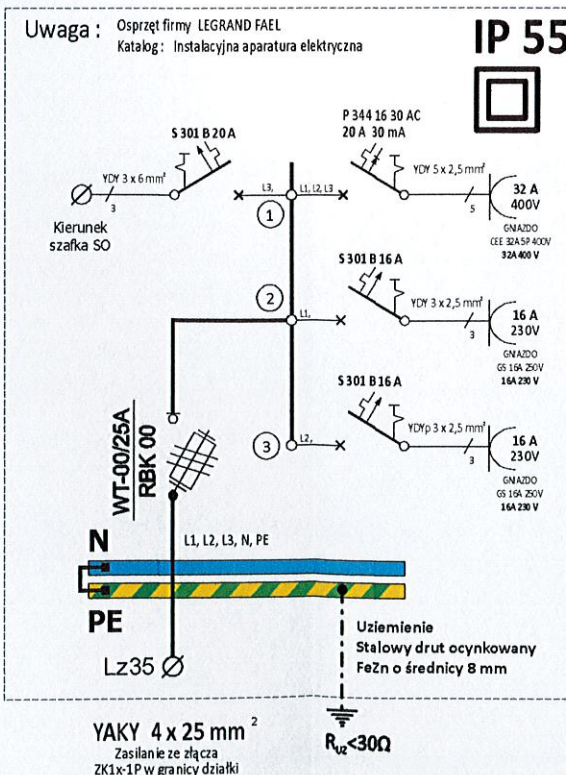 Uwaga : Osprzęt firmy LEGRAND FAEL
Katalog : Instalacyjna aparatura elektryczna
IP 55
S 301 B 20 A
P 344 16 30 AC
20 A 30 mA
YDY 3 x 6 mm²
3
L3,
L1, L2, L3
YDY 5 x 2,5 mm²
5
32 A
400V
Kierunek
szafka SO
1
GNIAZDO
CEE 32A 5P 400V
32A 400 V
S 301 B 16 A
2
L1,
YDY 3 x 2,5 mm²
3
16 A
230V
GNIAZDO
GS 16A 250V
16A 230 V
S 301 B 16 A
3
L2,
YDYp 3 x 2,5 mm²
3
16 A
230V
GNIAZDO
GS 16A 250V
16A 230 V
WT-00/25A
RBK 00
L1, L2, L3, N, PE
N
PE
Uziemienie
Stalowy drut ocynkowany
FeZn o średnicy 8 mm
Lz35
YAKY 4 x 25 mm ²
Zasilanie ze złącza
ZK1x-1P w granicy działki
Ruz<30Ω